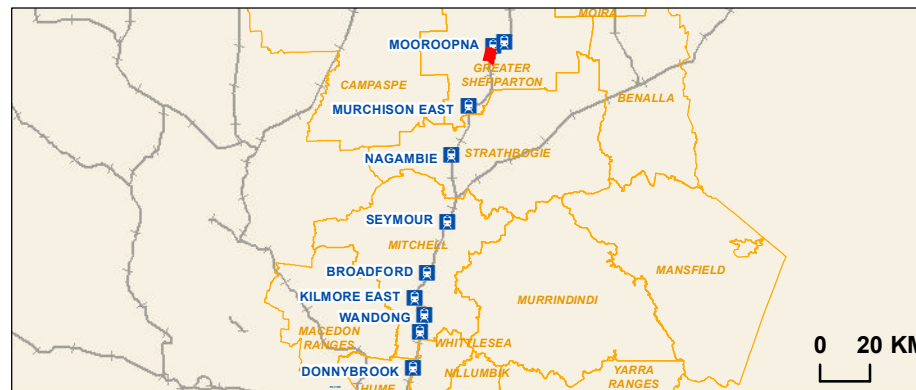 MOIRA
MOOROOPNA
GREATER
SHEPPARTON
CAMPASPE
BENALLA
MURCHISON EAST
NAGAMBIE
STRATHBOGIE
SEYMOUR
MITCHELL
BROADFORD
MANSFIELD
KILMORE EAST
MURRINDINDI
WANDONG
MACEDON
RANGES
WHITTLESEA
0 20 KM
DONNYBROOK
NILLUMBIK
YARRA
RANGES
HUME